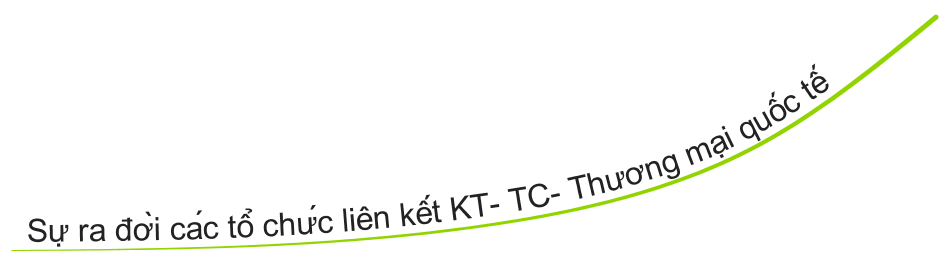 Sự ra đời các tổ chức liên kết KT- TC- Thương mại quốc tế